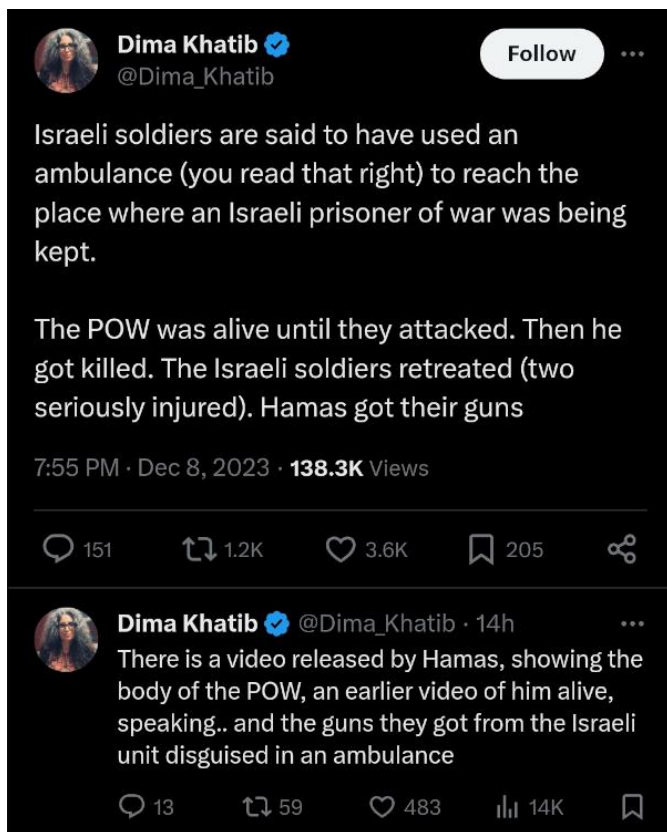 Dima Khatib
@Dima_Khatib
Follow
Israeli soldiers are said to have used an
ambulance (you read that right) to reach the
place where an Israeli prisoner of war was being
kept.
The POW was alive until they attacked. Then he
got killed. The Israeli soldiers retreated (two
seriously injured). Hamas got their guns
7:55 PM · Dec 8, 2023 · 138.3K Views
151 1.2K 3.6K 205
Dima Khatib @Dima_Khatib · 14h
There is a video released by Hamas, showing the
body of the POW, an earlier video of him alive,
speaking.. and the guns they got from the Israeli
unit disguised in an ambulance
13 59 483 14K